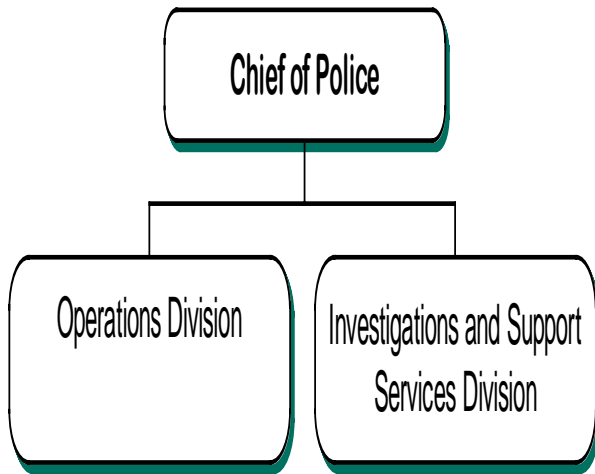 Chief of Police
Operations Division
Investigations and Support
Services Division